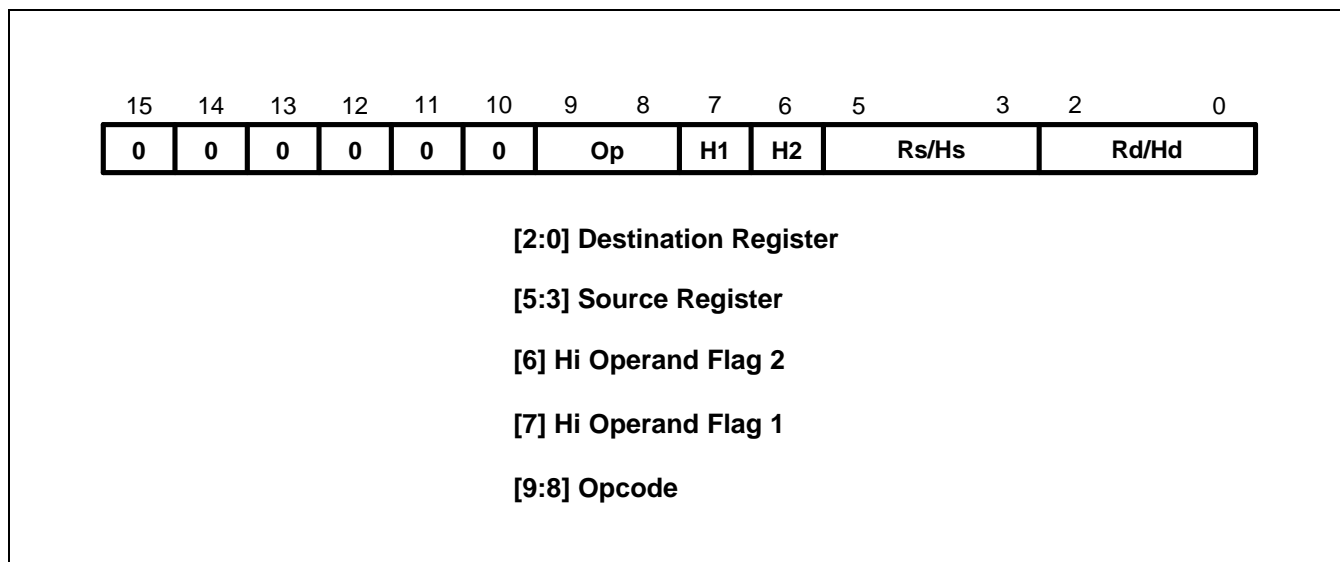 15 14 13 12 11 10 9 8 7 6 5 3 2 0
0 0 0 0 0 0 Op H1 H2 Rs/Hs Rd/Hd
[2:0] Destination Register
[5:3] Source Register
[6] Hi Operand Flag 2
[7] Hi Operand Flag 1
[9:8] Opcode